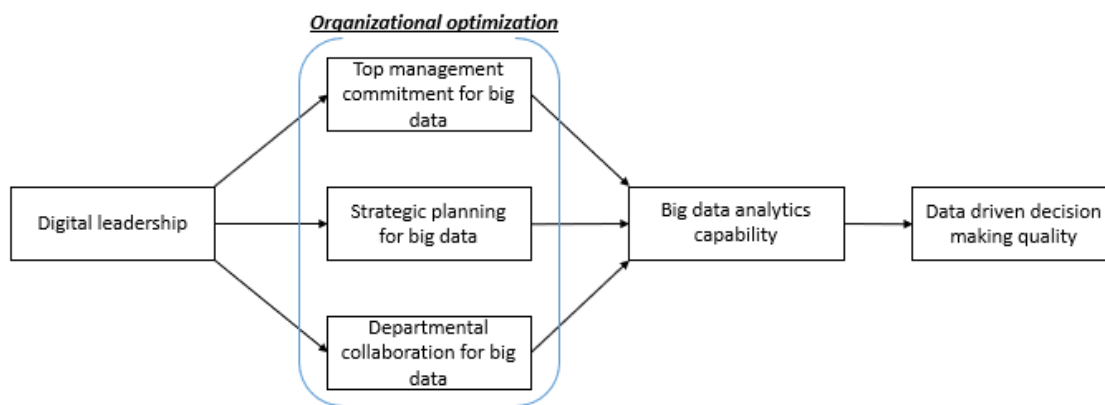 Organizational optimization
Top management
commitment for big
data
Digital leadership
Strategic planning
for big data
Big data analytics
capability
Data driven decision
making quality
Departmental
collaboration for big
data